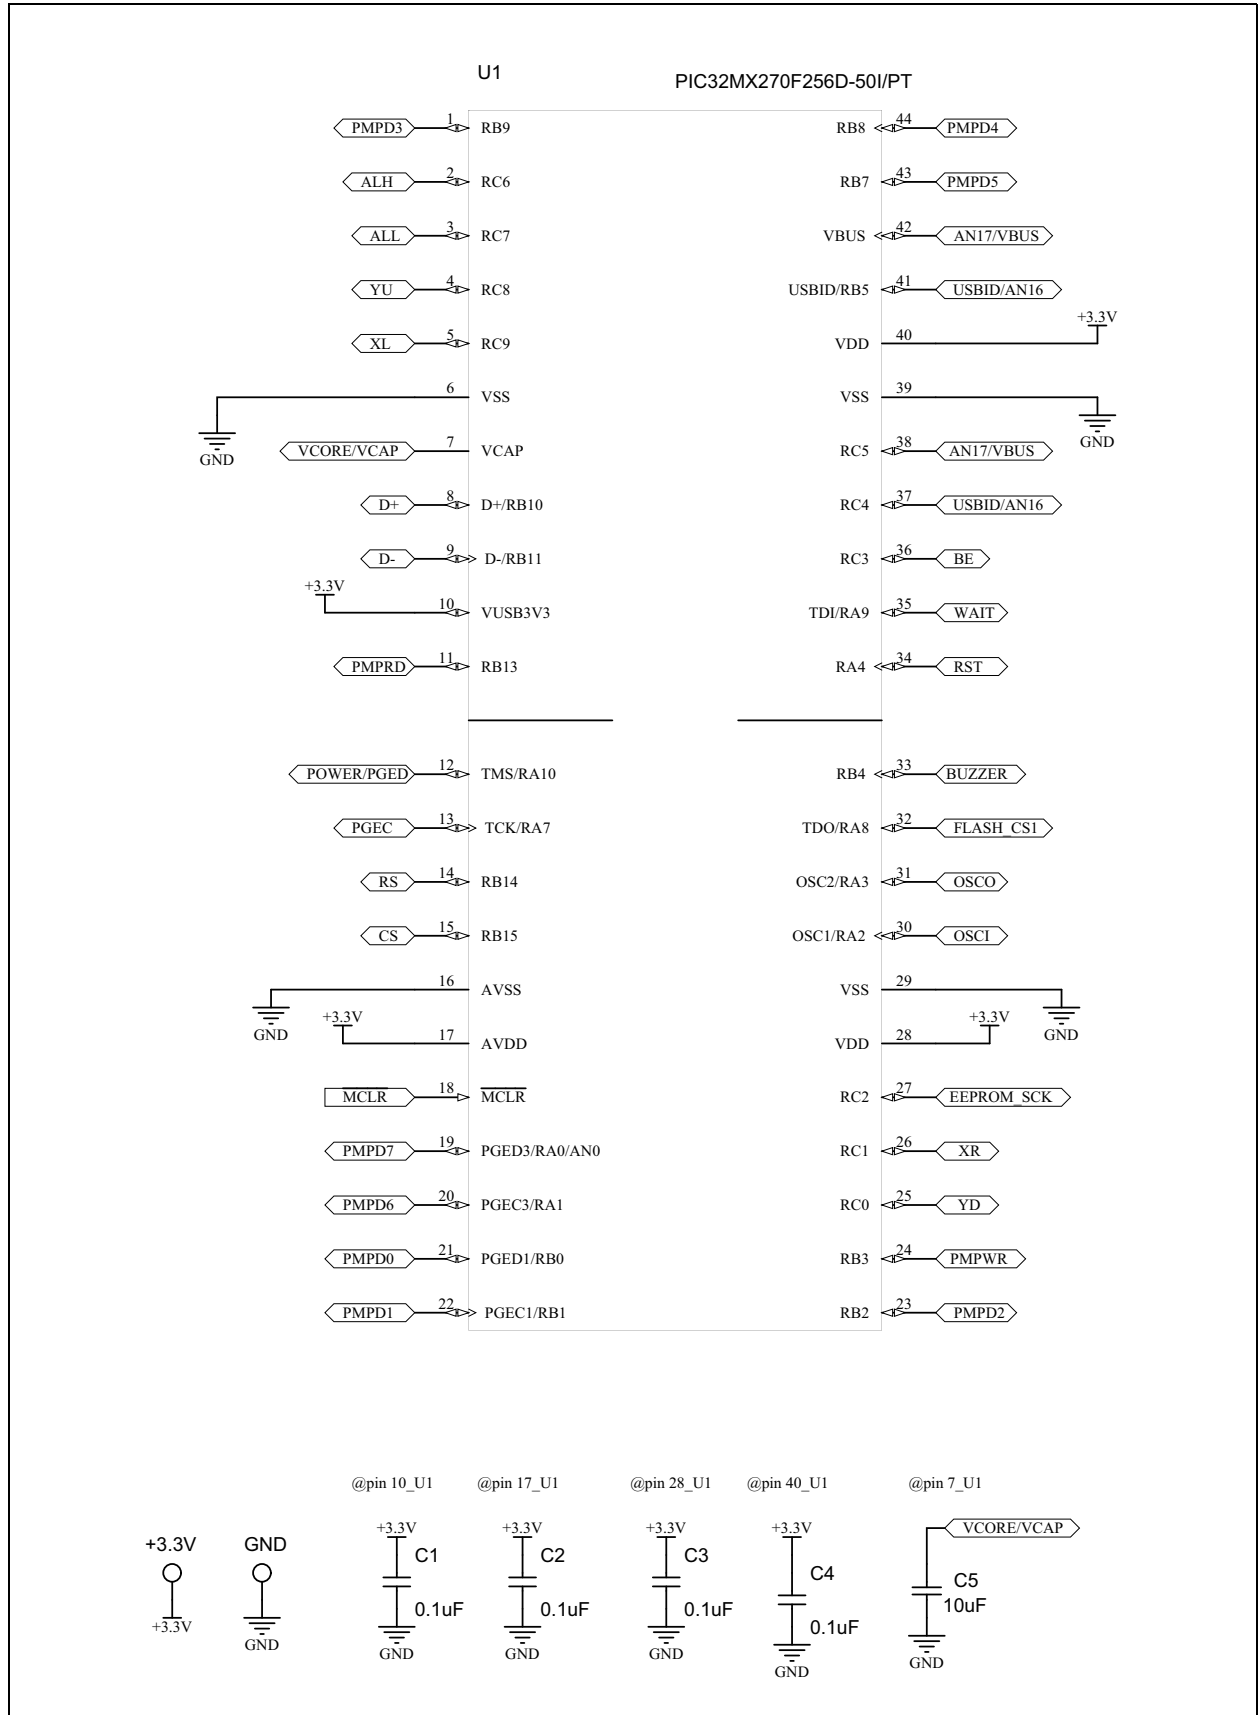 U1 PIC32MX270F256D-50I/PT
PMPD3 1 RB9 RB8 44 PMPD4
ALH 2 RC6 RB7 43 PMPD5
ALL 3 RC7 VBUS 42 AN17/VBUS
YU 4 RC8 USBID/RB5 41 USBID/AN16
+3.3V
XL 5 RC9 VDD 40
6 VSS VSS 39
GND GND
VCORE/VCAP 7 VCAP RC5 38 AN17/VBUS
D+ 8 D+/RB10 RC4 37 USBID/AN16
D- 9 D-/RB11 RC3 36 BE
+3.3V
10 VUSB3V3 TDI/RA9 35 WAIT
PMPRD 11 RB13 RA4 34 RST
POWER/PGED 12 TMS/RA10 RB4 33 BUZZER
PGEC 13 TCK/RA7 TDO/RA8 32 FLASH_CS1
RS 14 RB14 OSC2/RA3 31 OSCO
CS 15 RB15 OSC1/RA2 30 OSCI
16 AVSS VSS 29
GND +3.3V +3.3V GND
17 AVDD VDD 28
MCLR 18 MCLR RC2 27 EEPROM_SCK
PMPD7 19 PGED3/RA0/AN0 RC1 26 XR
PMPD6 20 PGEC3/RA1 RC0 25 YD
PMPD0 21 PGED1/RB0 RB3 24 PMPWR
PMPD1 22 PGEC1/RB1 RB2 23 PMPD2
@pin 10_U1 @pin 17_U1 @pin 28_U1 @pin 40_U1 @pin 7_U1
+3.3V +3.3V +3.3V +3.3V VCORE/VCAP
+3.3V GND C1 C2 C3 C4 C5
0.1uF 0.1uF 0.1uF 0.1uF 10uF
+3.3V GND GND GND GND GND GND